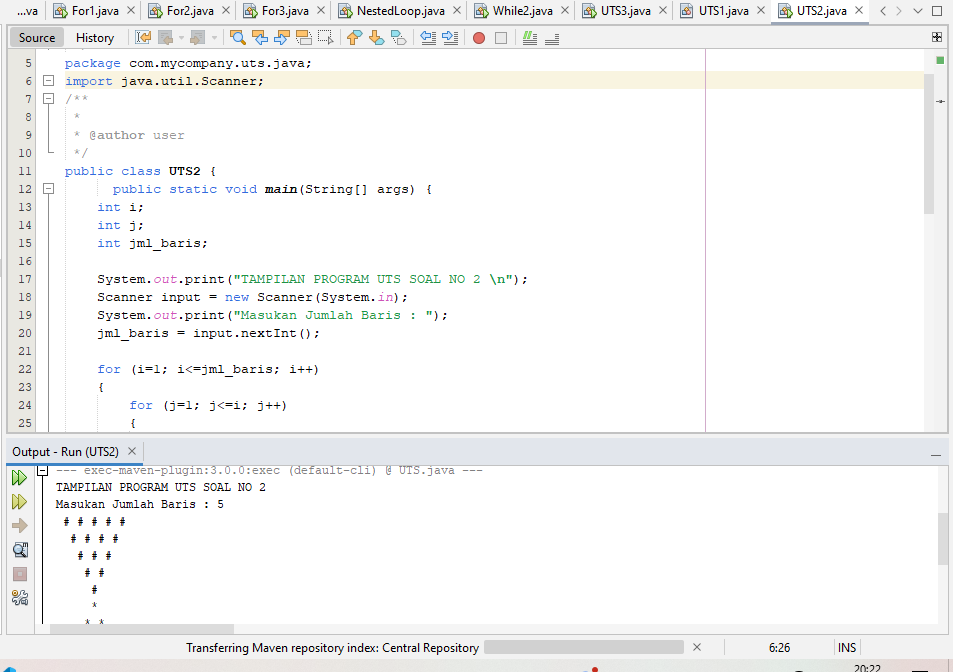 ...va For1.java For2.java For3.java NestedLoop.java While2.java UTS3.java UTS1.java UTS2.java
Source History
5 package com.mycompany.uts.java;
6 import java.util.Scanner;
7 /**
8 *
9 * @author user
10 */
11 public class UTS2 {
12 public static void main(String[] args) {
13 int i;
14 int j;
15 int jml_baris;
16
17 System.out.print("TAMPILAN PROGRAM UTS SOAL NO 2 \n");
18 Scanner input = new Scanner(System.in);
19 System.out.print("Masukan Jumlah Baris : ");
20 jml_baris = input.nextInt();
21
22 for (i=1; i<=jml_baris; i++)
23 {
24 for (j=1; j<=i; j++)
25 {
Output - Run (UTS2)
--- exec-maven-plugin:3.0.0:exec (default-cli) @ UTS.java ---
TAMPILAN PROGRAM UTS SOAL NO 2
Masukan Jumlah Baris : 5
# # # # #
# # # #
# # #
# #
#
*
* *
Transferring Maven repository index: Central Repository
6:26 INS
20:22